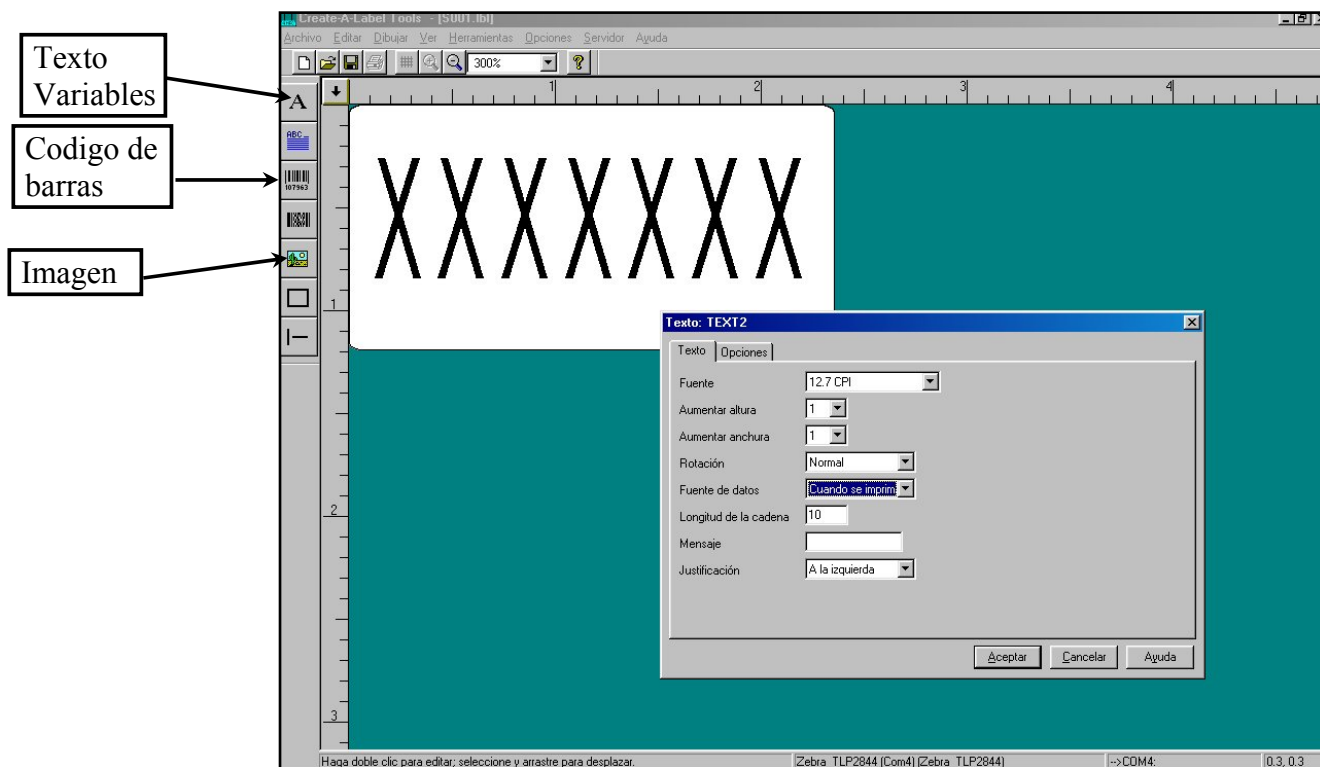 Create-A-Label Tools - [S001.lbl]
Archivo Editar Dibujar Ver Herramientas Opciones Servidor Ayuda
300%
Texto
Variables
Codigo de
barras
Imagen
A
ABC
107963
1 2 3 4
1
2
3
XXXXXXX
Texto: TEXT2
Texto Opciones
Fuente 12.7 CPI
Aumentar altura 1
Aumentar anchura 1
Rotación Normal
Fuente de datos Cuando se imprim
Longitud de la cadena 10
Mensaje
Justificación A la izquierda
Aceptar Cancelar Ayuda
Haga doble clic para editar; seleccione y arrastre para desplazar. Zebra TLP2844 (Com4) (Zebra TLP2844) -->COM4: 0.3, 0.3